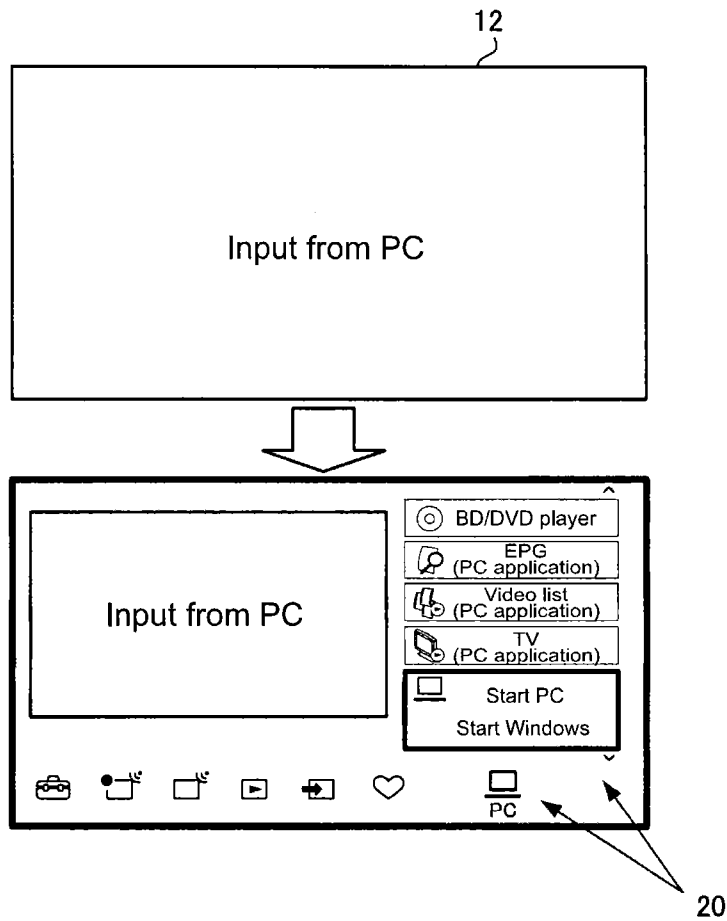 12
Input from PC
BD/DVD player
EPG
(PC application)
Video list
(PC application)
Input from PC
TV
(PC application)
Start PC
Start Windows
PC
20